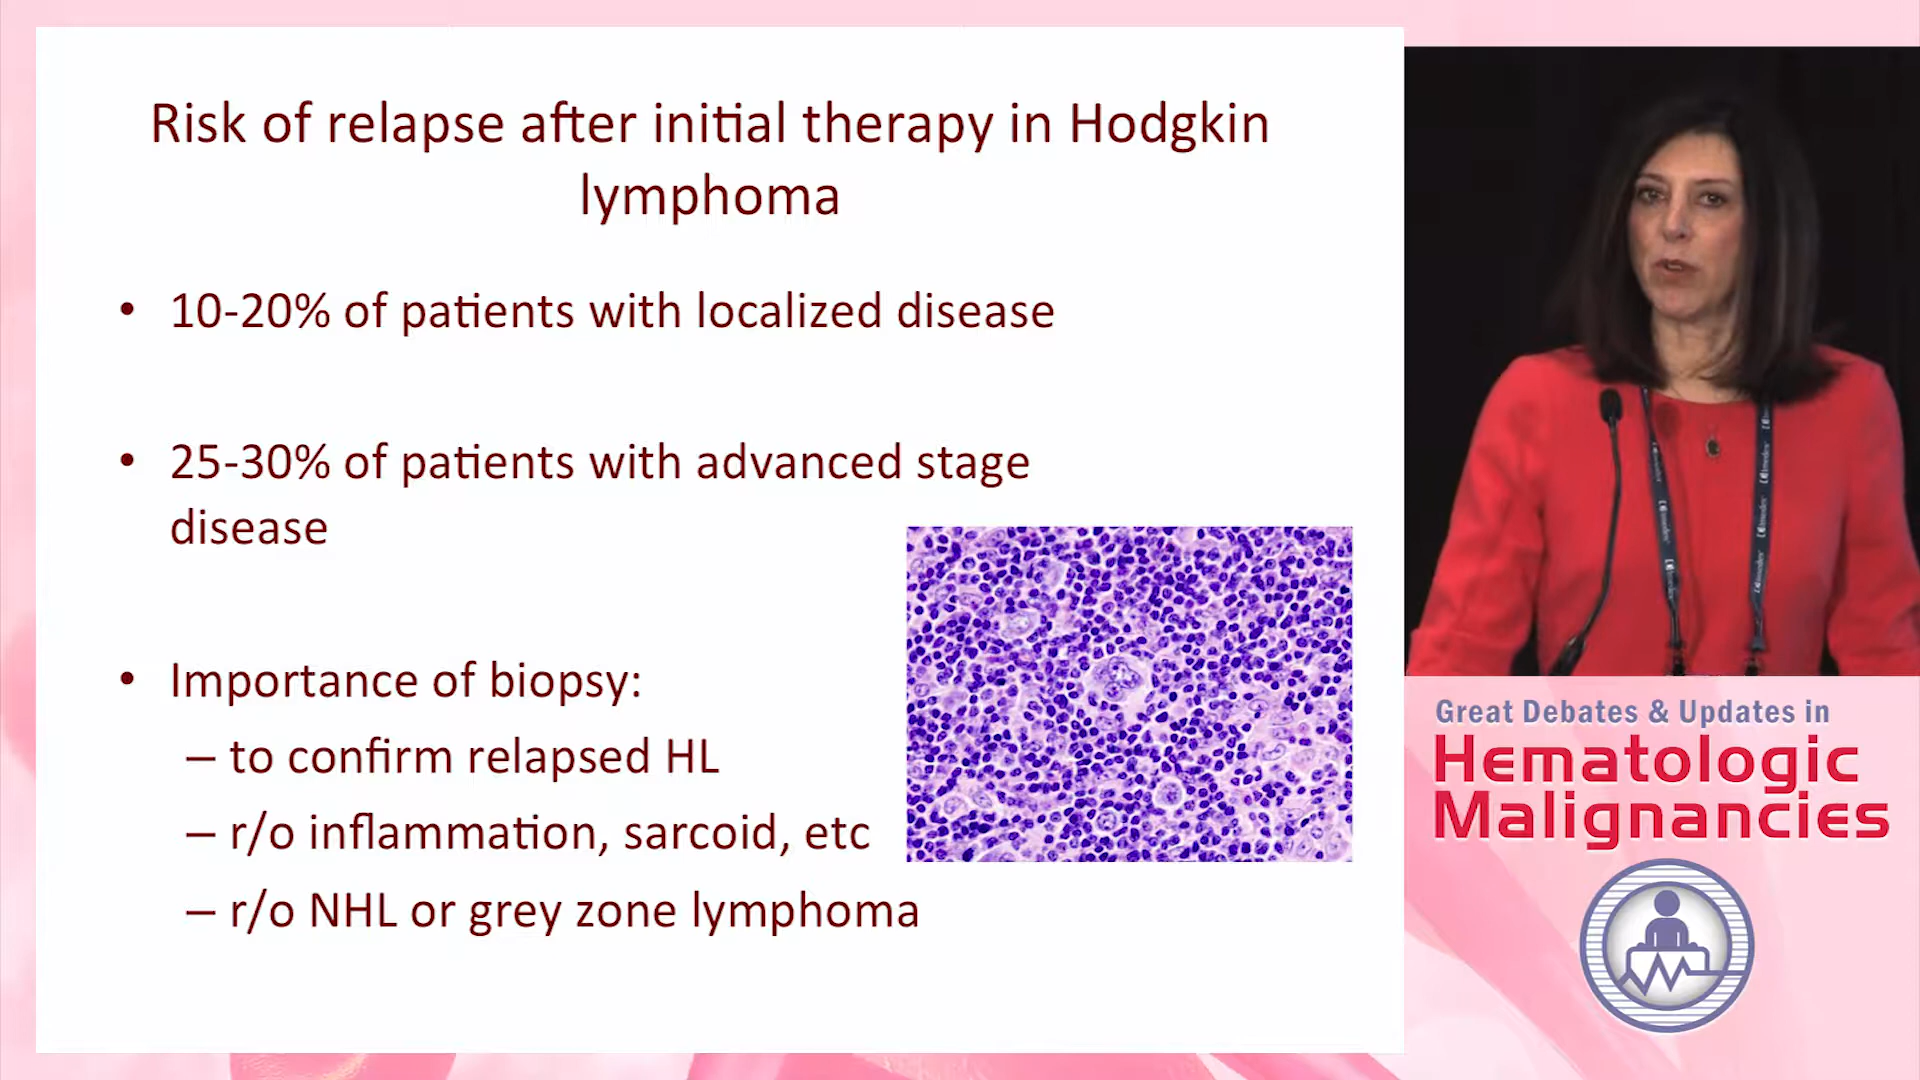 Risk of relapse after initial therapy in Hodgkin
lymphoma
• 10-20% of patients with localized disease
• 25-30% of patients with advanced stage
disease
• Importance of biopsy:
– to confirm relapsed HL
– r/o inflammation, sarcoid, etc
– r/o NHL or grey zone lymphoma
Great Debates & Updates in
Hematologic
Malignancies